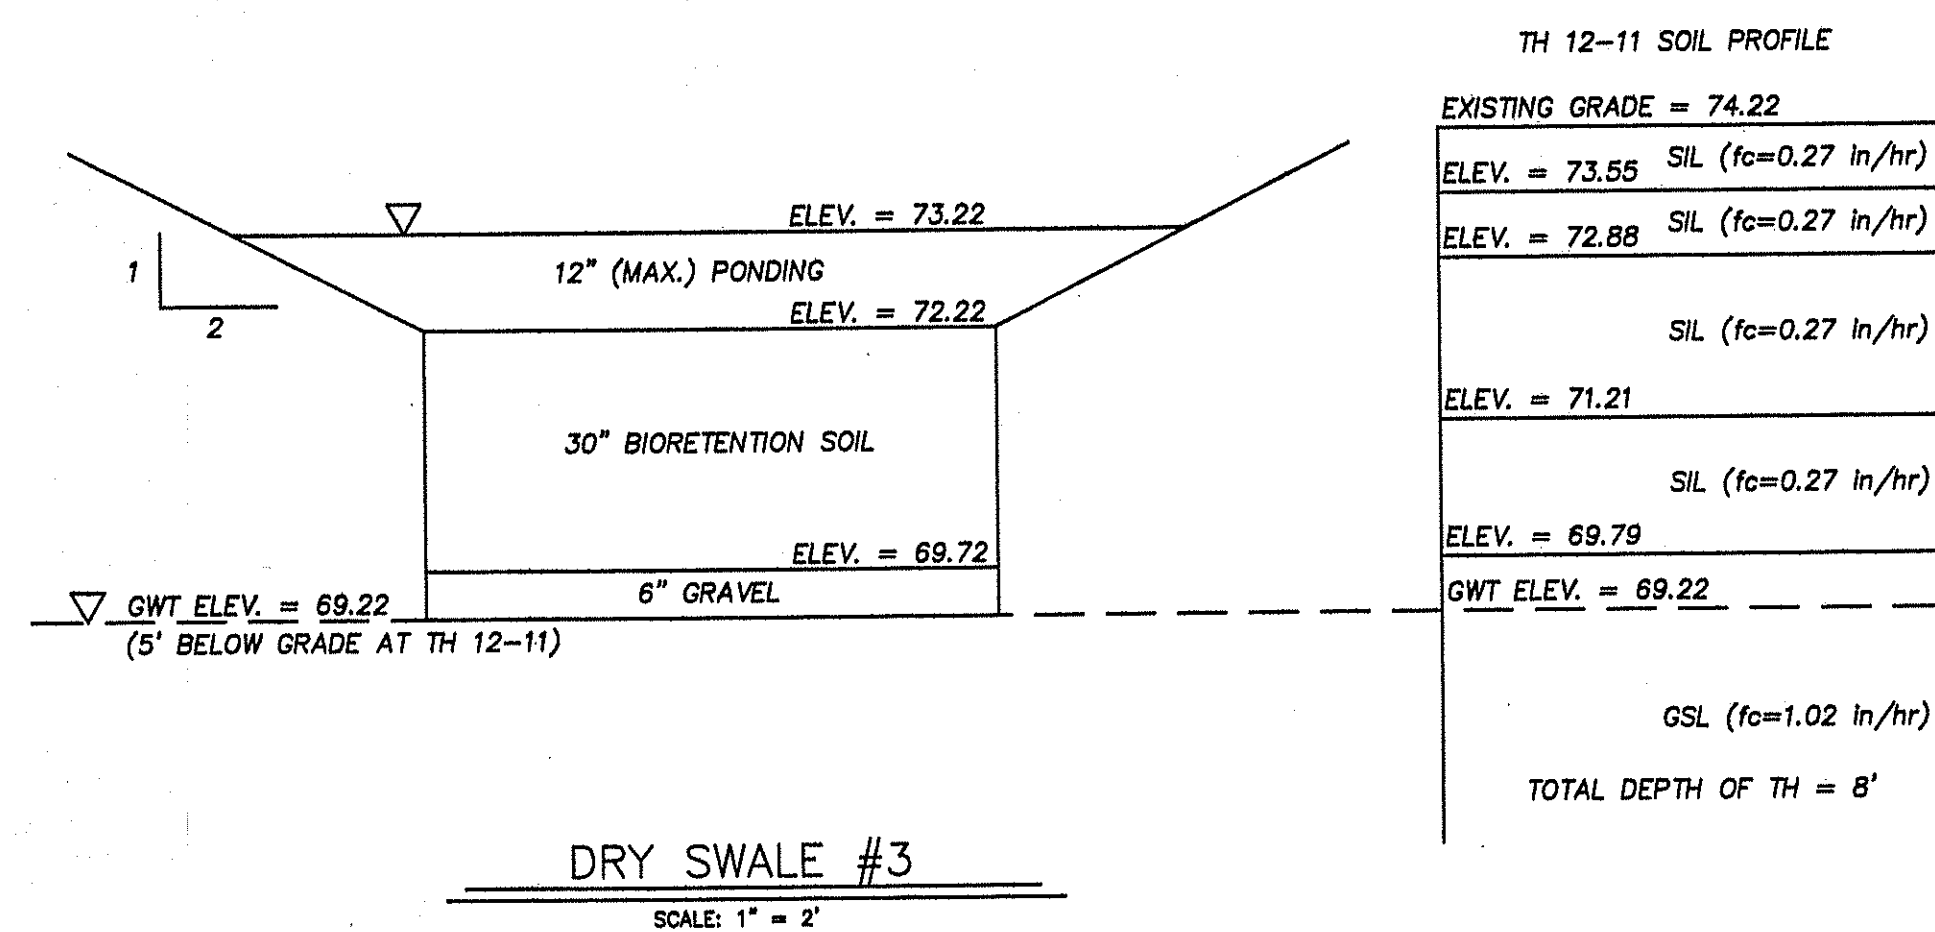 TH 12-11 SOIL PROFILE
EXISTING GRADE = 74.22
SIL (fc=0.27 in/hr)
ELEV. = 73.55
SIL (fc=0.27 in/hr)
ELEV. = 72.88
SIL (fc=0.27 in/hr)
ELEV. = 71.21
SIL (fc=0.27 in/hr)
ELEV. = 69.79
GWT ELEV. = 69.22
GSL (fc=1.02 in/hr)
TOTAL DEPTH OF TH = 8'
ELEV. = 73.22
12" (MAX.) PONDING
1
2
ELEV. = 72.22
30" BIORETENTION SOIL
ELEV. = 69.72
6" GRAVEL
GWT ELEV. = 69.22
(5' BELOW GRADE AT TH 12-11)
DRY SWALE #3
SCALE: 1" = 2'